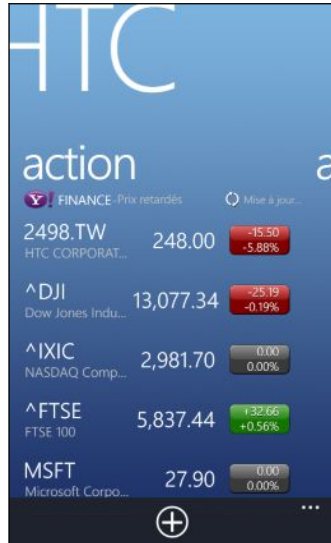 HTC
action
a
Y! FINANCE-Prix retardés Mise à jour...
2498.TW 248.00 -15.50
HTC CORPORAT... -5.88%
^DJI 13,077.34 -25.19
Dow Jones Indu... -0.19%
^IXIC 2,981.70 0.00
NASDAQ Comp... 0.00%
^FTSE 5,837.44 +32.66
FTSE 100 +0.56%
MSFT 27.90 0.00
Microsoft Corpo... 0.00%
...